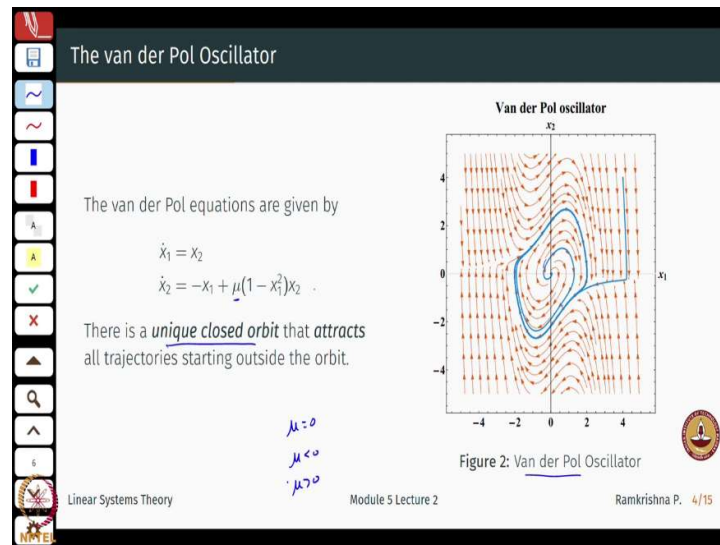 The van der Pol Oscillator
The van der Pol equations are given by
ẋ₁ = x₂
ẋ₂ = −x₁ + μ(1 − x₁²)x₂ .
There is a unique closed orbit that attracts
all trajectories starting outside the orbit.
μ=0
μ<0
μ>0
Van der Pol oscillator
x₂
4
2
0
−2
−4
x₁
−4 −2 0 2 4
Figure 2: Van der Pol Oscillator
A
A
6
NPTEL
Linear Systems Theory Module 5 Lecture 2 Ramkrishna P. 4/15